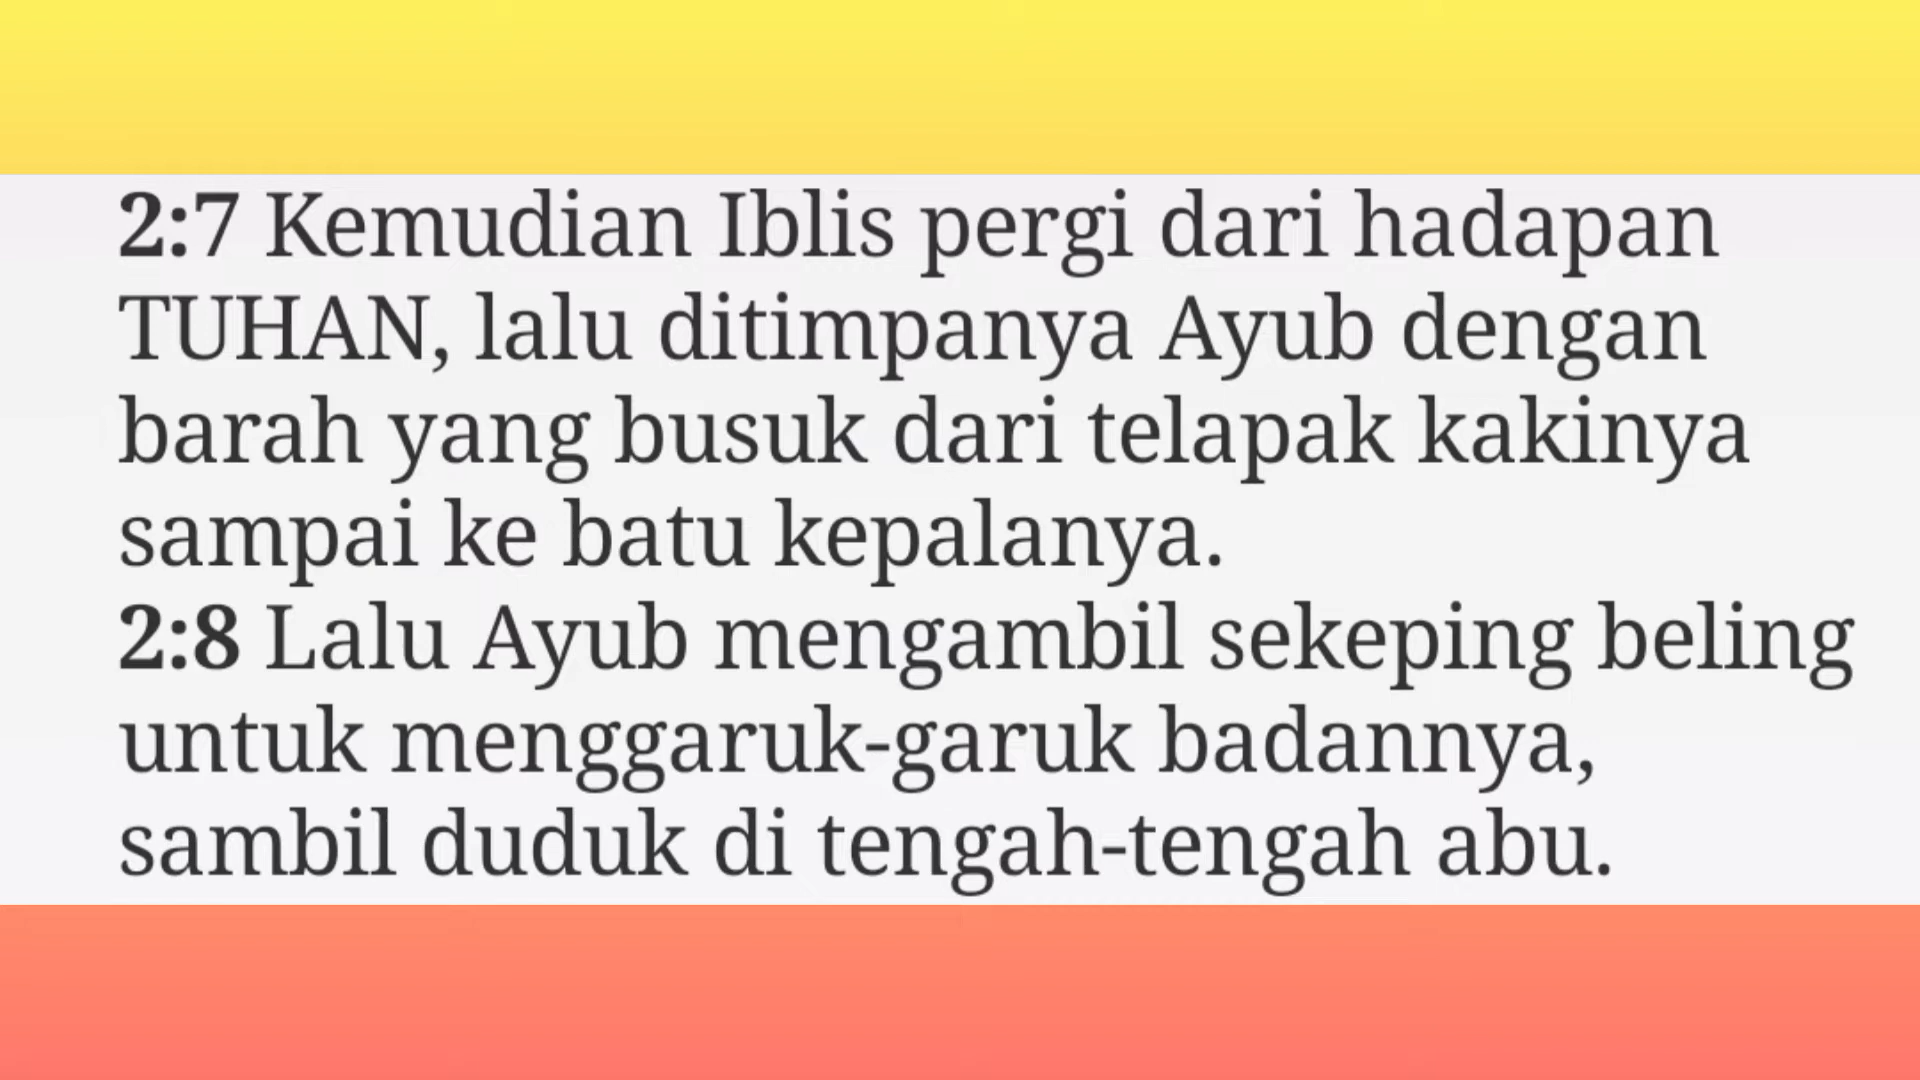 2:7 Kemudian Iblis pergi dari hadapan
TUHAN, lalu ditimpanya Ayub dengan
barah yang busuk dari telapak kakinya
sampai ke batu kepalanya.
2:8 Lalu Ayub mengambil sekeping beling
untuk menggaruk-garuk badannya,
sambil duduk di tengah-tengah abu.